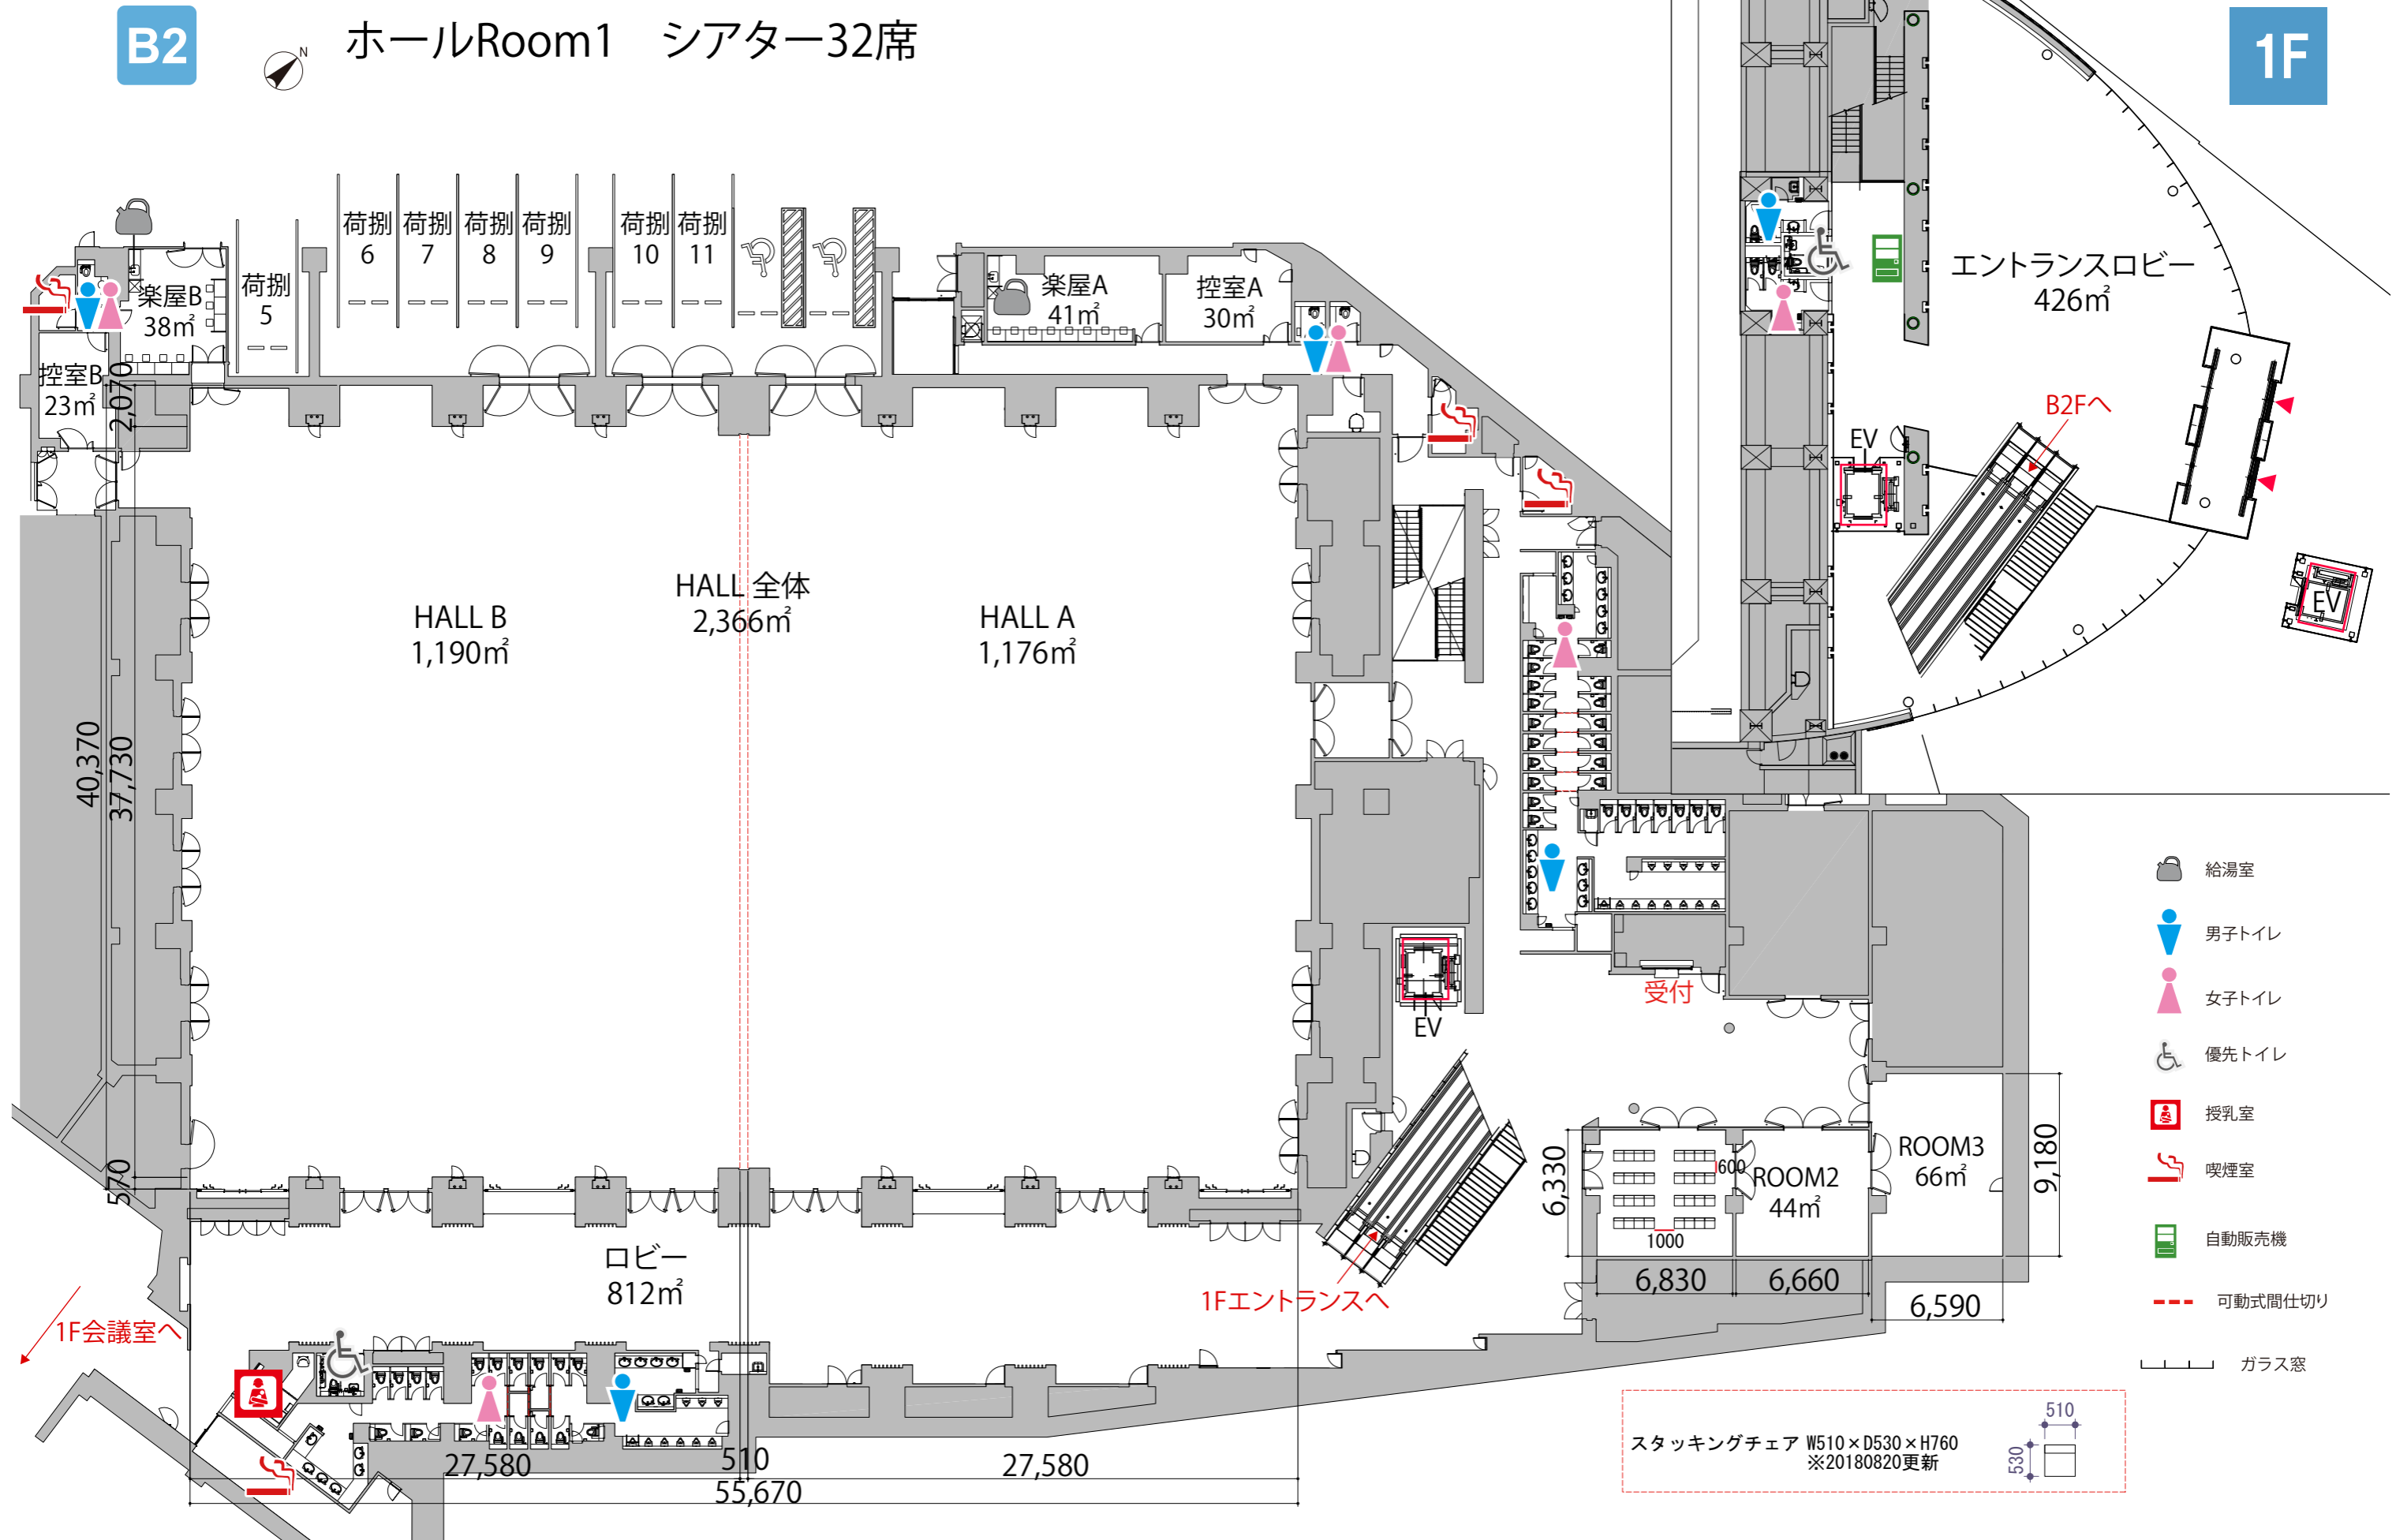 B2
N
ホールRoom1　シアター32席
1F
荷捌
5
荷捌
6
荷捌
7
荷捌
8
荷捌
9
荷捌
10
荷捌
11
楽屋B
38㎡
控室B
23㎡
楽屋A
41㎡
控室A
30㎡
エントランスロビー
426㎡
B2Fへ
EV
EV
2,070
40,370
37,730
570
HALL B
1,190㎡
HALL 全体
2,366㎡
HALL A
1,176㎡
受付
EV
ロビー
812㎡
1Fエントランスへ
1F会議室へ
6,330
600
1000
ROOM2
44㎡
ROOM3
66㎡
9,180
6,830
6,660
6,590
27,580
510
27,580
55,670
給湯室
男子トイレ
女子トイレ
優先トイレ
授乳室
喫煙室
自動販売機
可動式間仕切り
ガラス窓
スタッキングチェア W510×D530×H760
※20180820更新
510
530